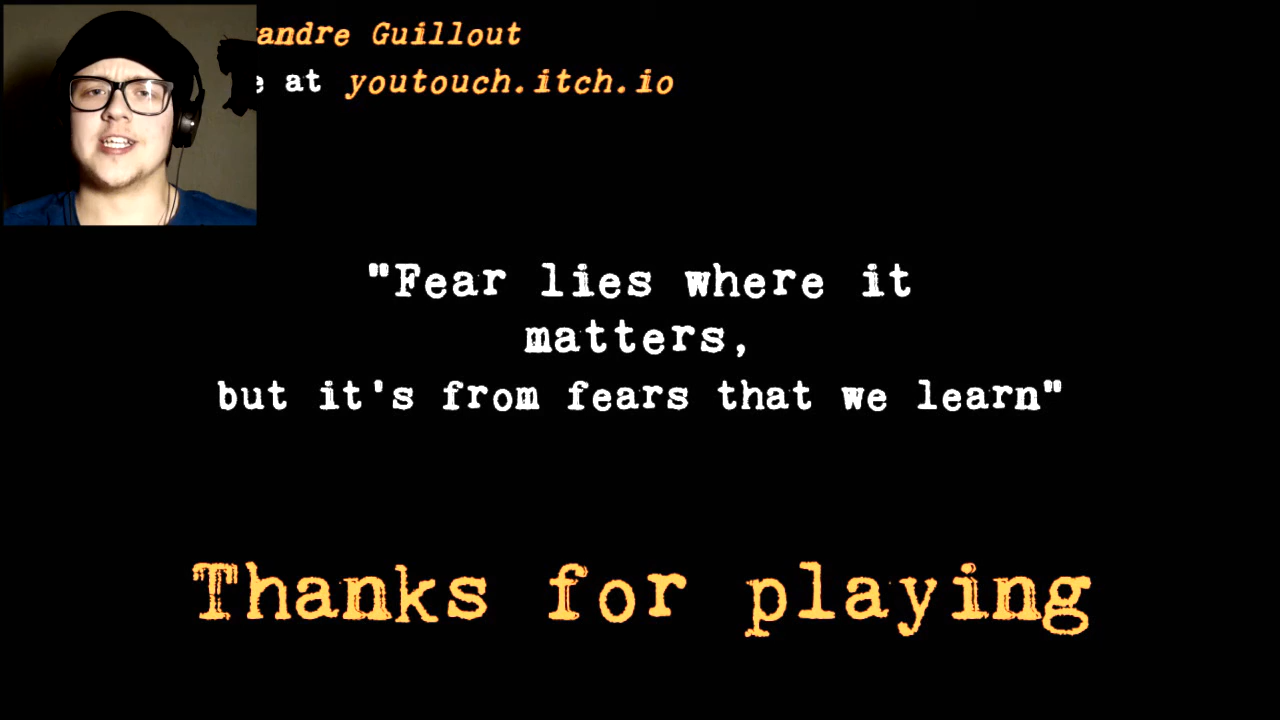 andre Guillout
at youtouch.itch.io
"Fear lies where it
matters,
but it's from fears that we learn"
Thanks for playing